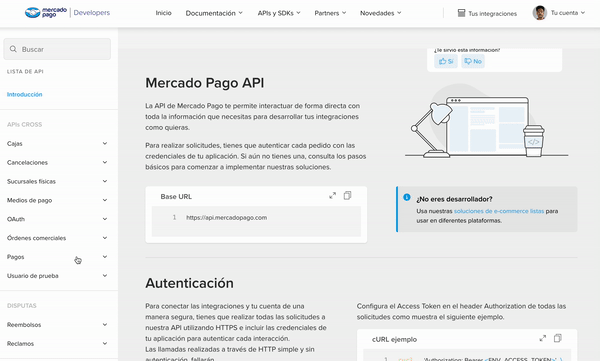 mercado pago | Developers
Inicio
Documentación
APIs y SDKs
Partners
Novedades
Tus integraciones
Tu cuenta
Buscar
LISTA DE API
Introducción
APIs CROSS
Cajas
Cancelaciones
Sucursales físicas
Medios de pago
OAuth
Órdenes comerciales
Pagos
Usuario de prueba
DISPUTAS
Reembolsos
Reclamos
¿Te sirvió esta información?
Sí
No
Mercado Pago API
La API de Mercado Pago te permite interactuar de forma directa con
toda la información que necesitas para desarrollar tus integraciones
como quieras.
Para realizar solicitudes, tienes que autenticar cada pedido con las
credenciales de tu aplicación. Si aún no tienes una, consulta los pasos
básicos para comenzar a implementar nuestras soluciones.
Base URL
1 https://api.mercadopago.com
¿No eres desarrollador?
Usa nuestras soluciones de e-commerce listas para
usar en diferentes plataformas.
Autenticación
Para conectar las integraciones y tu cuenta de una
manera segura, tienes que realizar todas las solicitudes a
nuestra API utilizando HTTPS e incluir las credenciales de
tu aplicación para autenticar cada interacción.
Las llamadas realizadas a través de HTTP simple y sin
autenticación, fallarán.
Configura el Access Token en el header Authorization de todas las
solicitudes como muestra el siguiente ejemplo.
cURL ejemplo
1 curl "Authorization: Bearer <ENV_ACCESS_TOKEN>" \